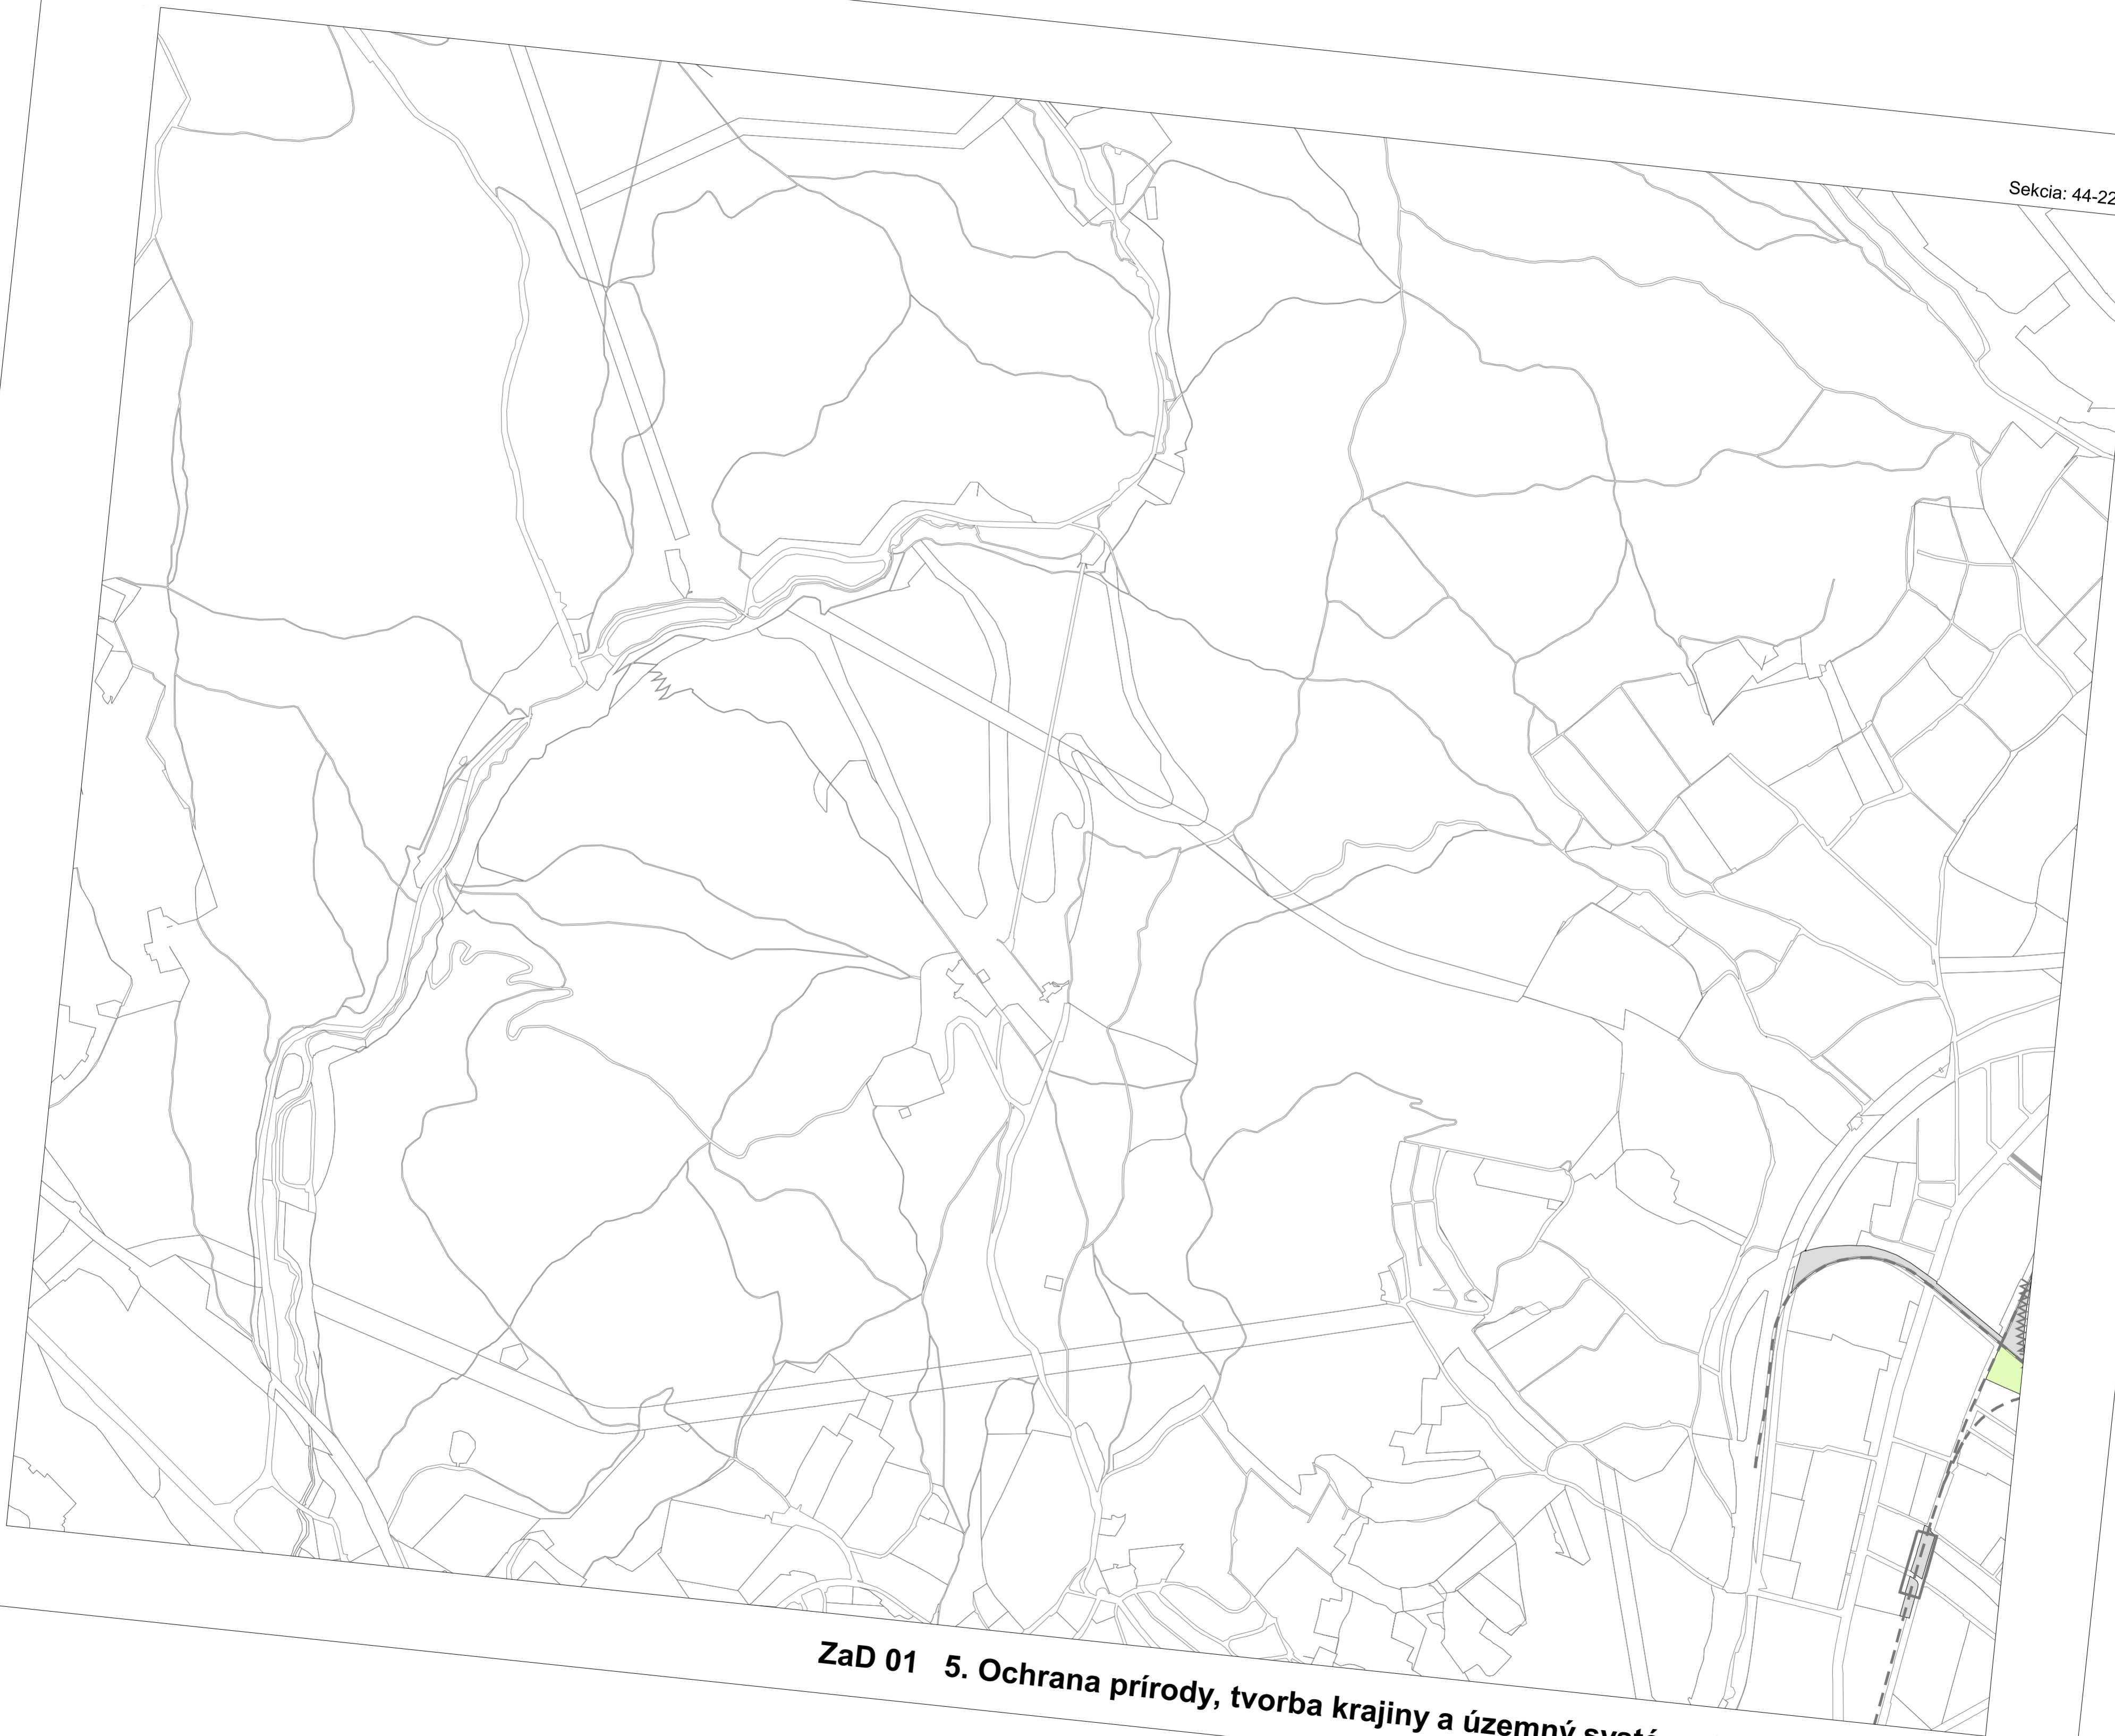 Sekcia: 44-22
ZaD 01 5. Ochrana prírody, tvorba krajiny a územný